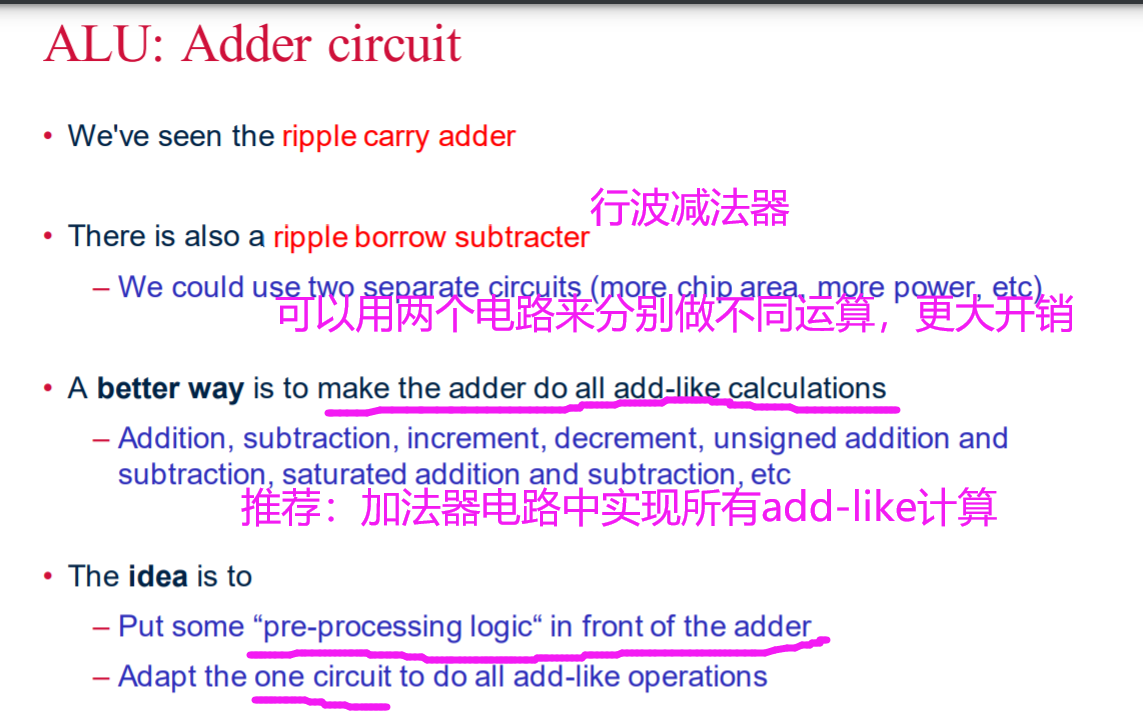 ALU: Adder circuit
• We've seen the ripple carry adder
行波减法器
• There is also a ripple borrow subtracter
– We could use two separate circuits (more chip area, more power, etc)
可以用两个电路来分别做不同运算，更大开销
• A better way is to make the adder do all add-like calculations
– Addition, subtraction, increment, decrement, unsigned addition and
subtraction, saturated addition and subtraction, etc
推荐：加法器电路中实现所有add-like计算
• The idea is to
– Put some “pre-processing logic“ in front of the adder
– Adapt the one circuit to do all add-like operations